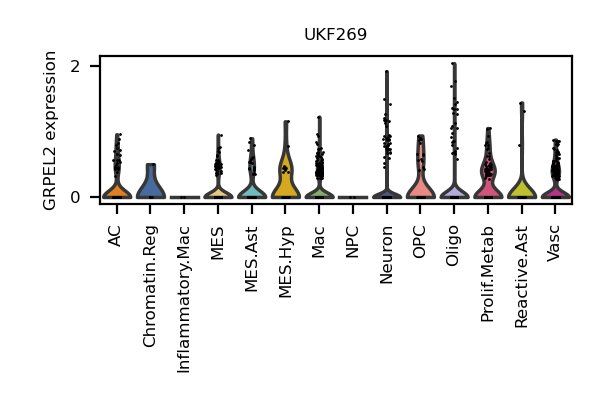 UKF269
GRPEL2 expression
2
0
AC
Chromatin.Reg
Inflammatory.Mac
MES
MES.Ast
MES.Hyp
Mac
NPC
Neuron
OPC
Oligo
Prolif.Metab
Reactive.Ast
Vasc